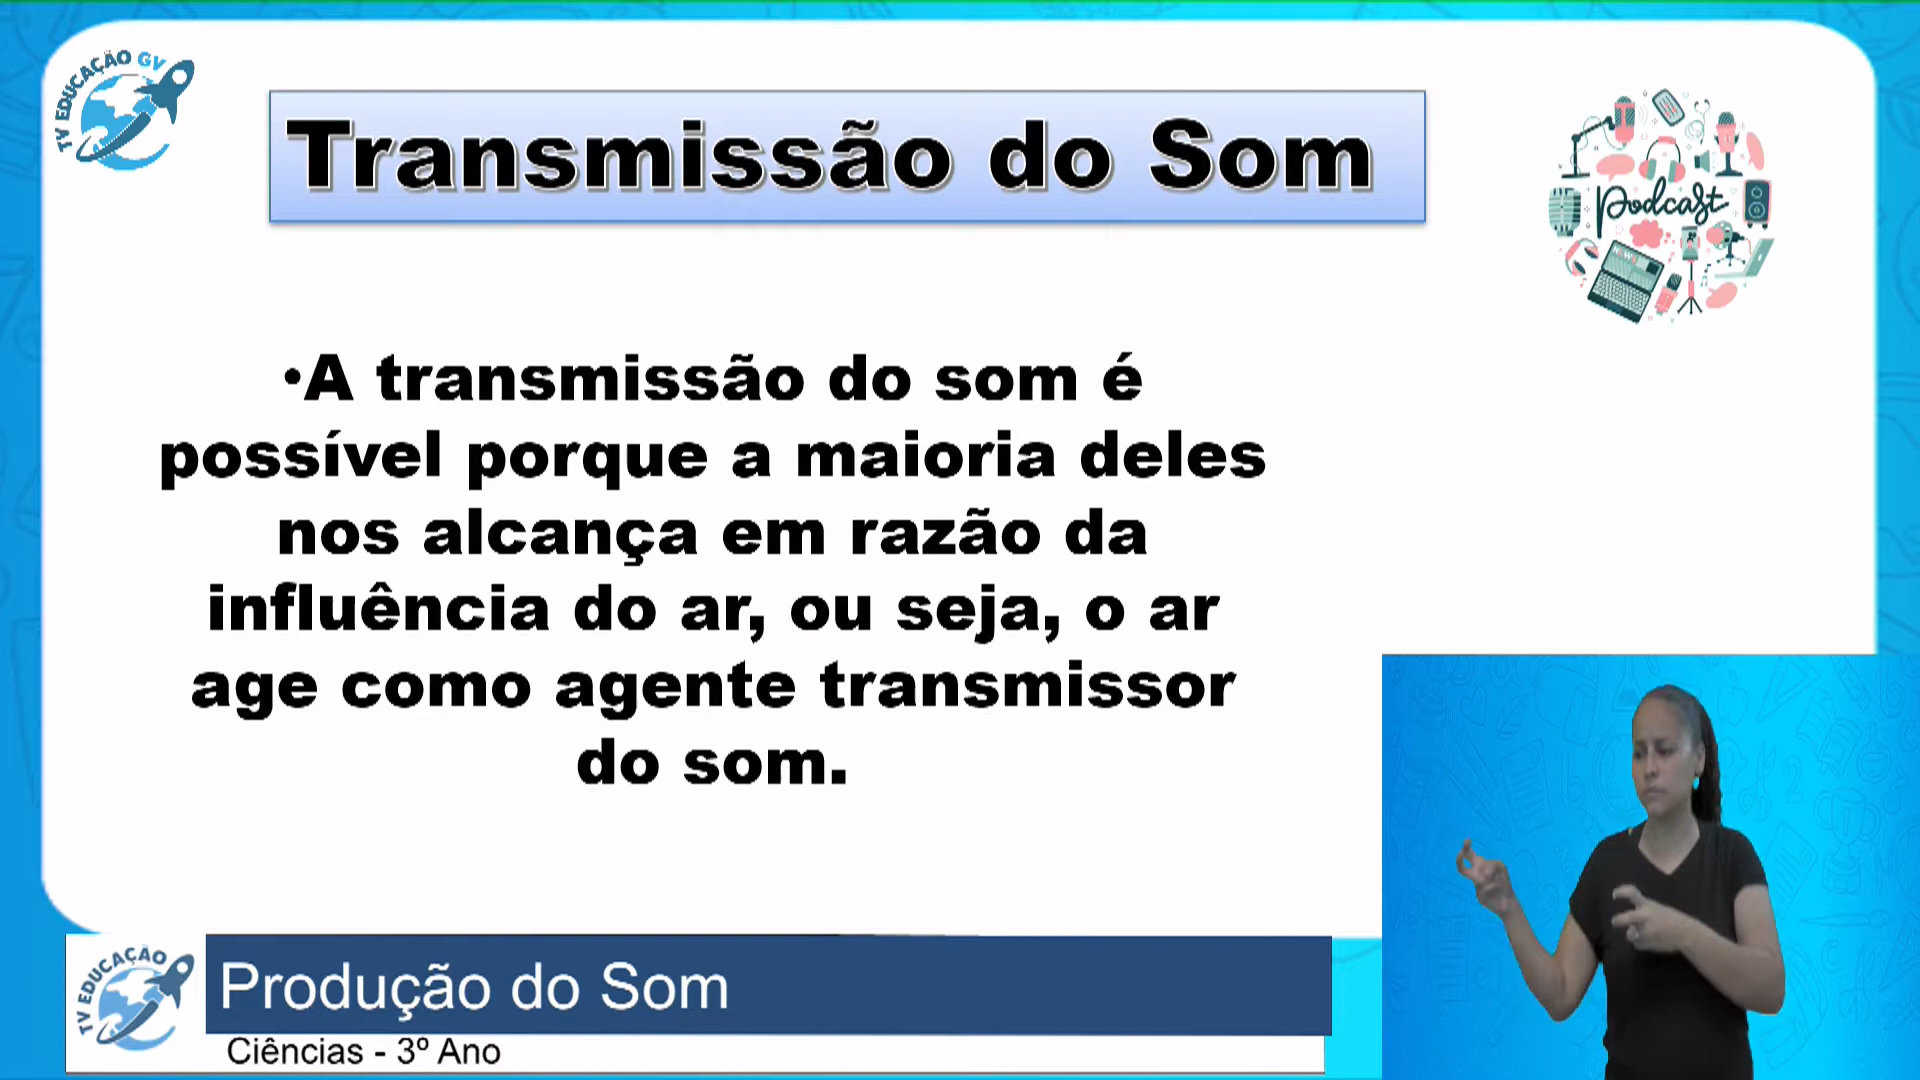 TV EDUCAÇÃO GV
Transmissão do Som
podcast
•A transmissão do som é
possível porque a maioria deles
nos alcança em razão da
influência do ar, ou seja, o ar
age como agente transmissor
do som.
TV EDUCAÇÃO
Produção do Som
Ciências - 3º Ano